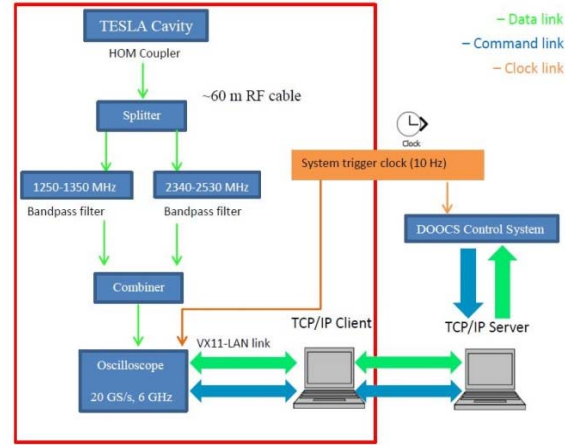 TESLA Cavity
HOM Coupler
~60 m RF cable
Splitter
1250-1350 MHz
2340-2530 MHz
Bandpass filter
Bandpass filter
Combiner
Oscilloscope
20 GS/s, 6 GHz
VX11-LAN link
TCP/IP Client
Clock
System trigger clock (10 Hz)
– Data link
– Command link
– Clock link
DOOCS Control System
TCP/IP Server